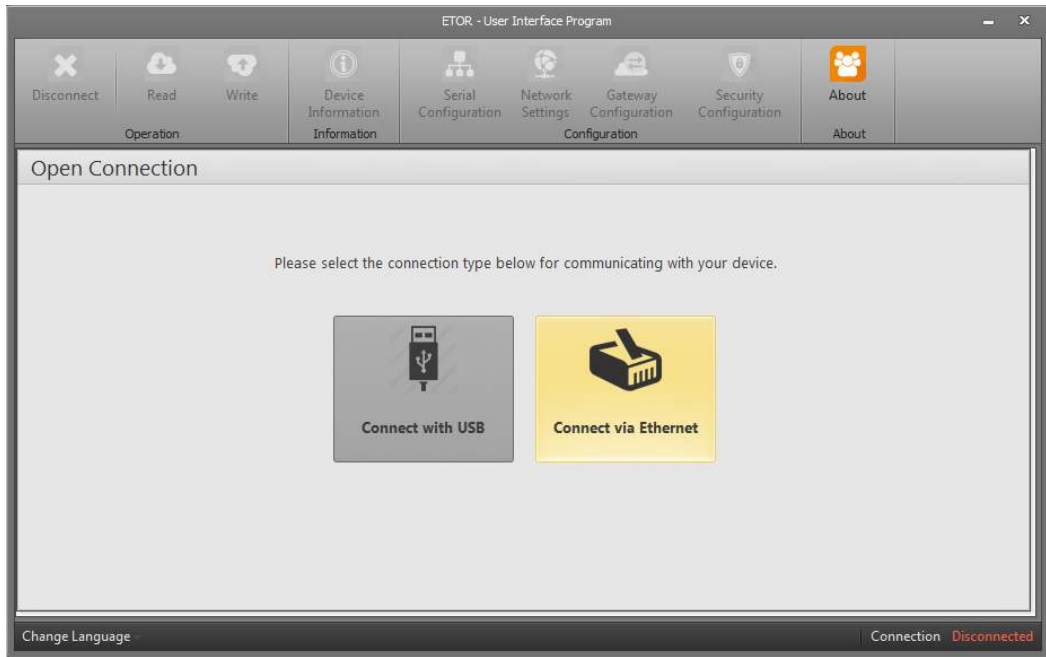 ETOR - User Interface Program
Disconnect
Read
Write
Operation
Device
Information
Information
Serial
Configuration
Network
Settings
Gateway
Configuration
Security
Configuration
Configuration
About
About
Open Connection
Please select the connection type below for communicating with your device.
Connect with USB
Connect via Ethernet
Change Language
Connection Disconnected